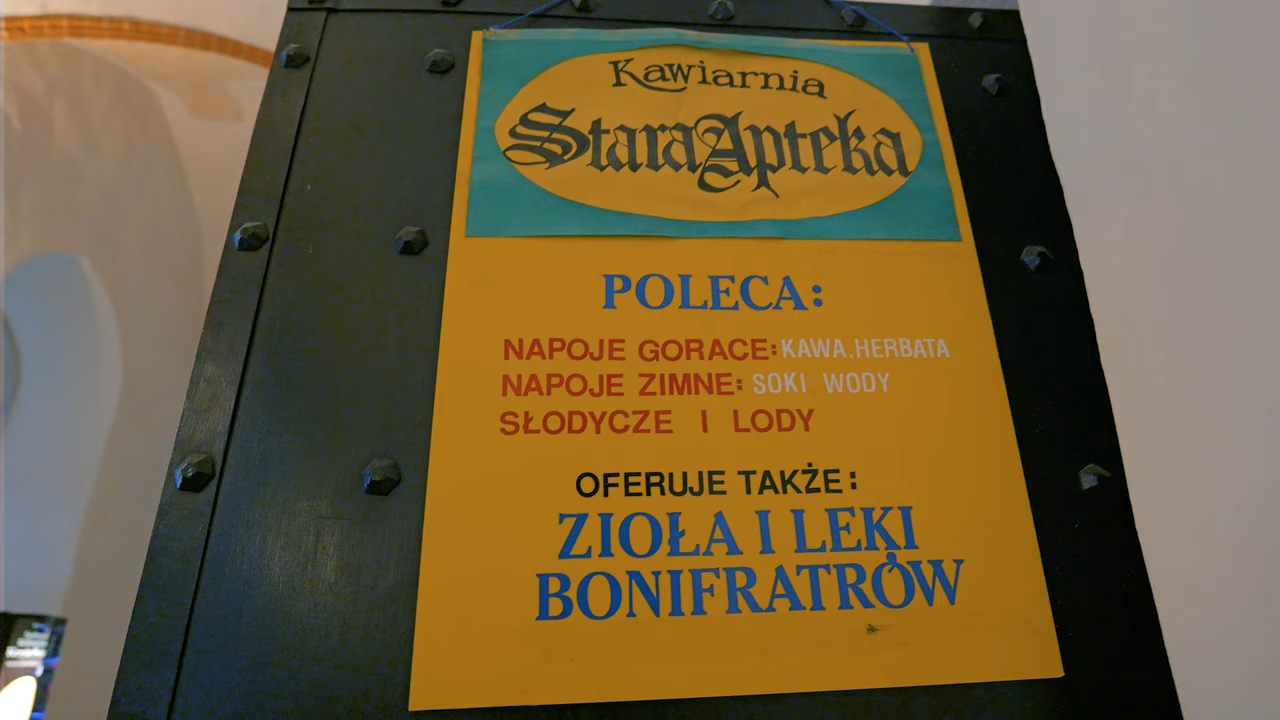 Kawiarnia
Stara Apteka
POLECA:
NAPOJE GORACE: KAWA.HERBATA
NAPOJE ZIMNE: SOKI WODY
SŁODYCZE I LODY
OFERUJE TAKŻE:
ZIOŁA I LEKI
BONIFRATRÓW